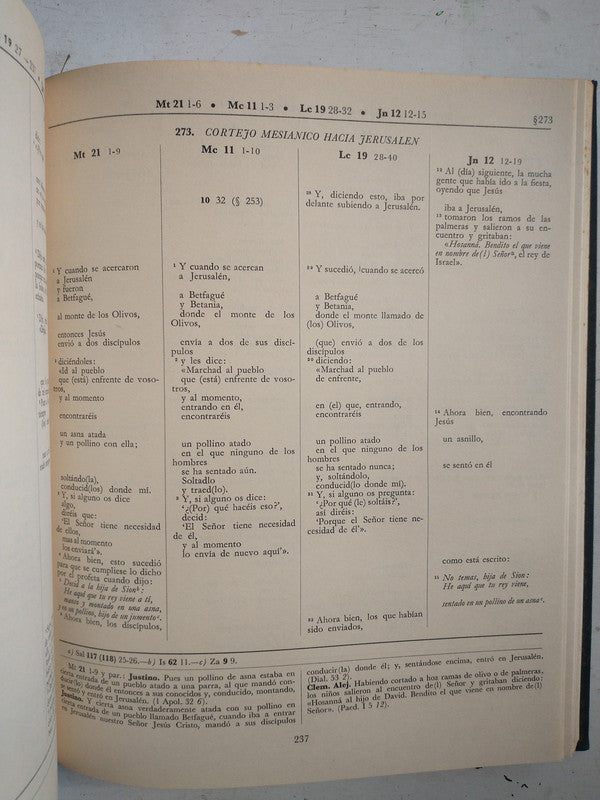 Mt 21 1-6 • Mc 11 1-3 • Lc 19 28-32 • Jn 12 12-15
§273
273. CORTEJO MESIANICO HACIA JERUSALEN
Mt 21 1-9
¹ Y cuando se acercaron
a Jerusalén
y fueron
a Betfagué,
al monte de los Olivos,
entonces Jesús
envió a dos discípulos
² diciéndoles:
«Id al pueblo
que (está) enfrente de voso-
tros,
y al momento,
encontraréis
un asna atada
y un pollino con ella;
soltándo(la),
conducid(los) donde mí.
³ Y, si alguno os dice
algo,
diréis que:
'El Señor tiene necesidad
de ellos,
mas al momento
los enviará'».
⁴ Ahora bien, esto sucedió
para que se cumpliese lo dicho
por el profeta cuando dijo:
⁵ Decid a la hija de Sionᵇ:
He aquí que tu rey viene a ti,
manso y montado en una asna,
y en un pollino, hijo de un jumentoᶜ.
⁶ Ahora bien, los discípulos,
Mc 11 1-10
10 32 (§ 253)
¹ Y cuando se acercan
a Jerusalén,
a Betfagué
y Betania,
donde el monte de los
Olivos,
envía a dos de sus discí-
pulos
² y les dice:
«Marchad al pueblo
que (está) enfrente de voso-
tros,
y al momento,
entrando en él,
encontraréis
un pollino atado
en el que ninguno de los
hombres
se ha sentado aún.
Soltadlo
y traed(lo).
³ Y, si alguno os dice:
'¿(Por) qué hacéis eso?',
decid:
'El Señor tiene necesidad
de él,
y al momento
lo envía de nuevo aquí'».
Lc 19 28-40
²⁸ Y, diciendo esto, iba por
delante subiendo a Jerusalén.
²⁹ Y sucedió, ¹cuando se acercó
a Betfagué
y Betania,
donde el monte llamado de
(los) Olivos,
(que) envió a dos de los
discípulos
³⁰ diciendo:
«Marchad al pueblo
de enfrente,
en (el) que, entrando,
encontraréis
un pollino atado
en el que ninguno de los
hombres
se ha sentado nunca;
y, soltándolo,
conducid(lo donde mí).
³¹ Y, si alguno os pregunta:
'¿Por qué (le) soltáis?',
así diréis:
'Porque el Señor tiene ne-
cesidad de él'».
³² Ahora bien, los que habían
sido enviados,
Jn 12 12-19
¹² Al (día) siguiente, la mucha
gente que había ido a la fiesta,
oyendo que Jesús
iba a Jerusalén,
¹³ tomaron los ramos de las
palmeras y salieron a su en-
cuentro y gritaban:
«Hosanná. Bendito el que viene
en nombre de(l) Señorᵃ, el rey de
Israel».
¹⁴ Ahora bien, encontrando
Jesús
un asnillo,
se sentó en él
como está escrito:
¹⁵ No temas, hija de Sion:
He aquí que tu rey viene,
sentado en un pollino de un asnaᶜ.
a) Sal 117 (118) 25-26.—b) Is 62 11.—c) Za 9 9.
Mt 21 1-9 y par.: Justino. Pues un pollino de asna estaba en
cierta entrada de un pueblo atado a una parra, al que mandó con-
ducir(lo) donde él entonces a sus conocidos y, conducido, montando,
se sentó y entró en Jerusalén. (1 Apol. 32 6).
Justino. Y cierta asna verdaderamente atada con su pollino en
cierta entrada de un pueblo llamado Betfagué, cuando iba a entrar
en Jerusalén nuestro Señor Jesús Cristo, mandó a sus discípulos
conducir(la) donde él; y, sentándose encima, entró en Jerusalén.
(Dial. 53 2).
Clem. Alej. Habiendo cortado a hoa ramas de olivo o de palmeras,
los niños salieron al encuentro de(l) Señor y gritaban diciendo:
«Hosanná al hijo de David. Bendito el que viene en nombre de(l)
Señor». (Paed. I 5 12).
237